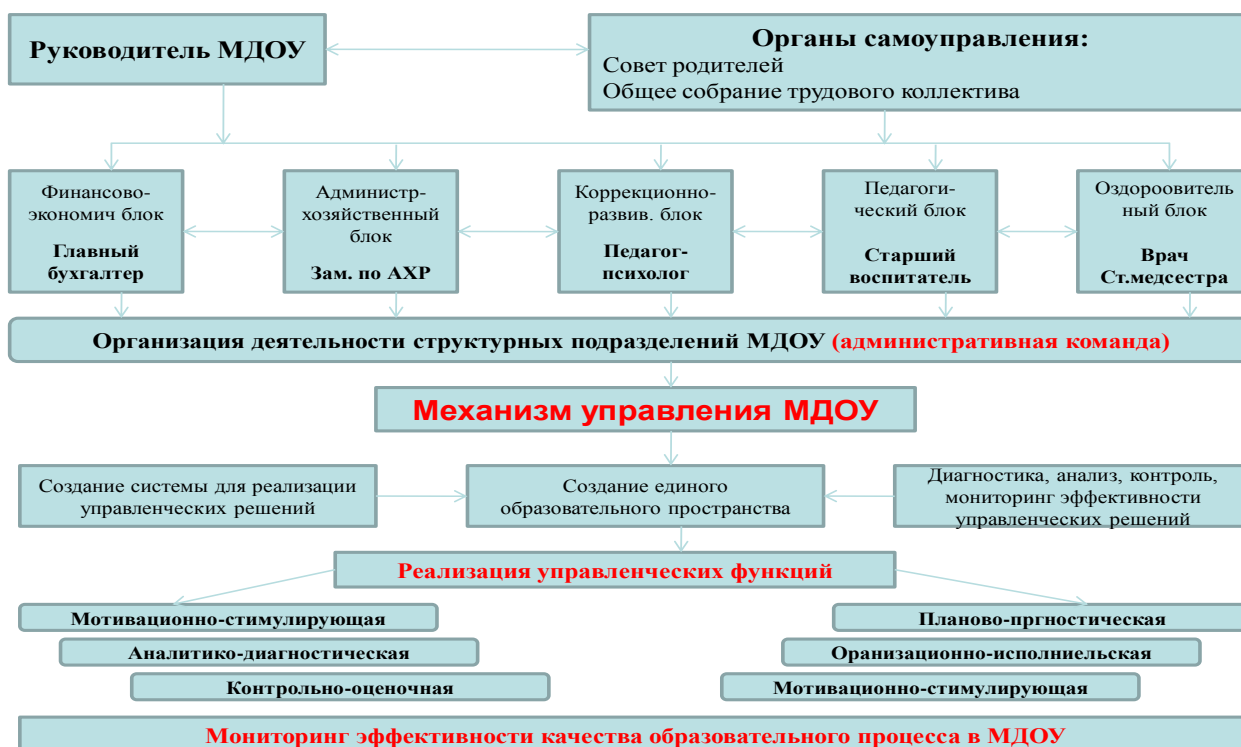 Руководитель МДОУ
Органы самоуправления:
Совет родителей
Общее собрание трудового коллектива
Финансово-
экономич блок
Главный
бухгалтер
Администр-
хозяйственный
блок
Зам. по АХР
Коррекционно-
развив. блок
Педагог-
психолог
Педагоги-
ческий блок
Старший
воспитатель
Оздороовитель
ный блок
Врач
Ст.медсестра
Организация деятельности структурных подразделений МДОУ (административная команда)
Механизм управления МДОУ
Создание системы для реализации
управленческих решений
Создание единого
образовательного пространства
Диагностика, анализ, контроль,
мониторинг эффективности
управленческих решений
Реализация управленческих функций
Мотивационно-стимулирующая
Аналитико-диагностическая
Контрольно-оценочная
Планово-пргностическая
Оранизационно-исполниельская
Мотивационно-стимулирующая
Мониторинг эффективности качества образовательного процесса в МДОУ